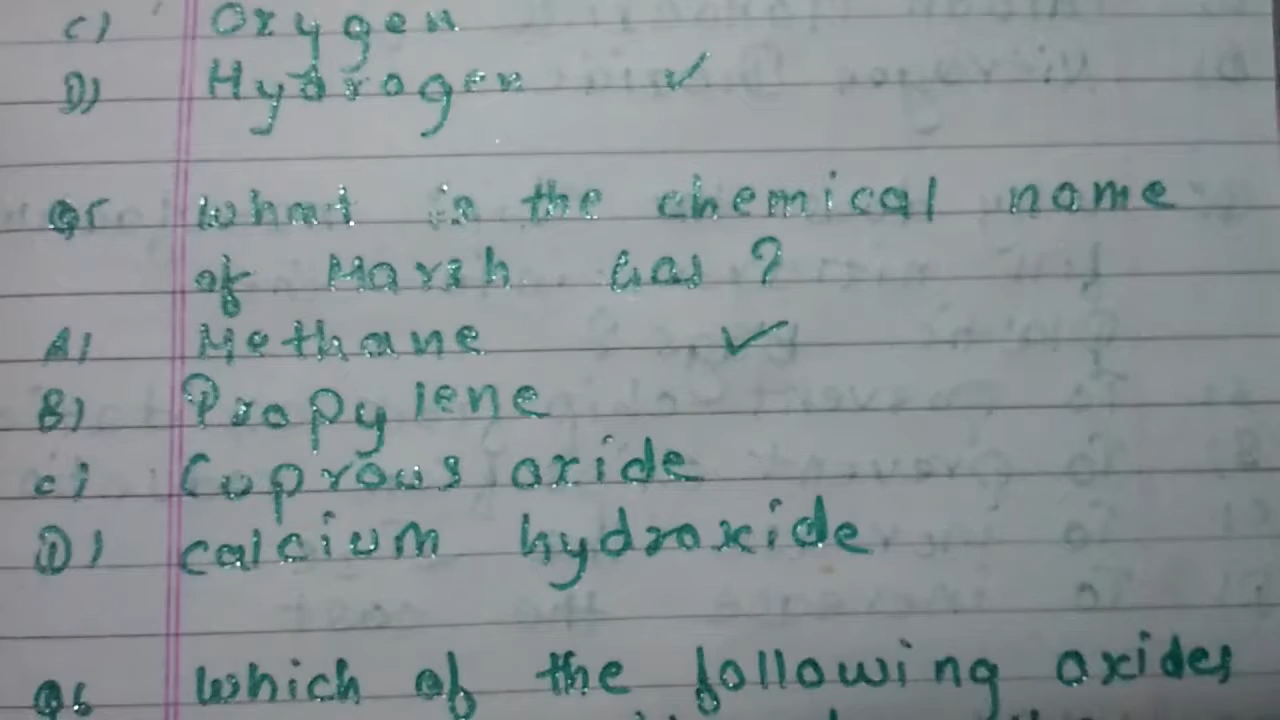 C) Oxygen
D) Hydrogen ✓
Q5 What is the chemical name
of Marsh Gas ?
A) Methane ✓
B) Propylene
C) Cuprous oxide
D) calcium hydroxide
Q6 Which of the following oxides